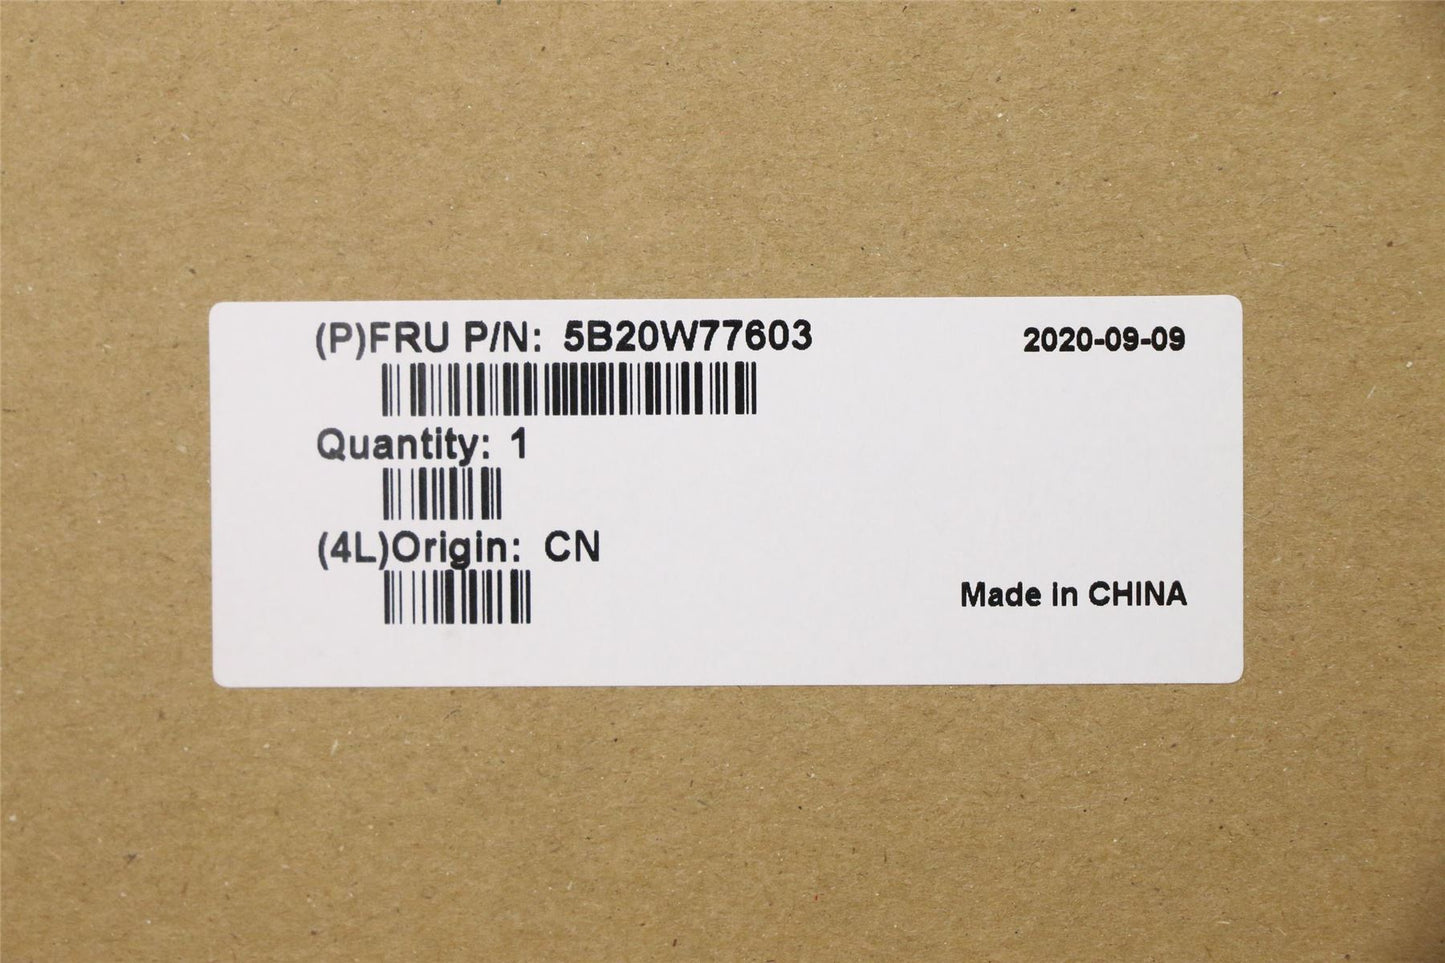 (P)FRU P/N: 5B20W77603
2020-09-09
Quantity: 1
(4L)Origin: CN
Made in CHINA